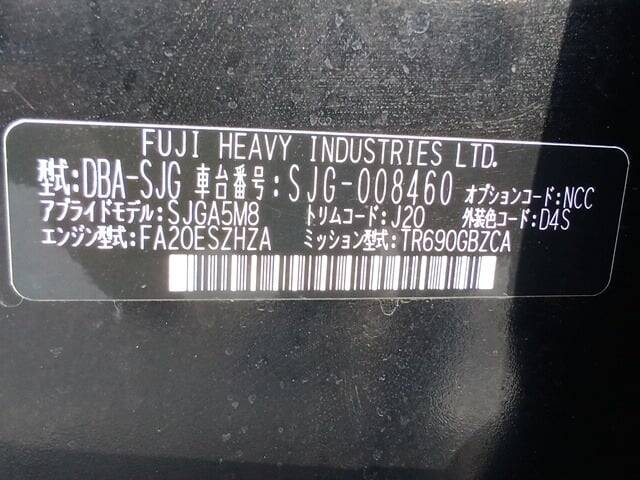 FUJI HEAVY INDUSTRIES LTD.
型式:DBA-SJG 車台番号:SJG-008460 オプションコード:NCC
アプライドモデル:SJGA5M8 トリムコード:J20 外装色コード:D4S
エンジン型式:FA20ESZHZA ミッション型式:TR690GBZCA